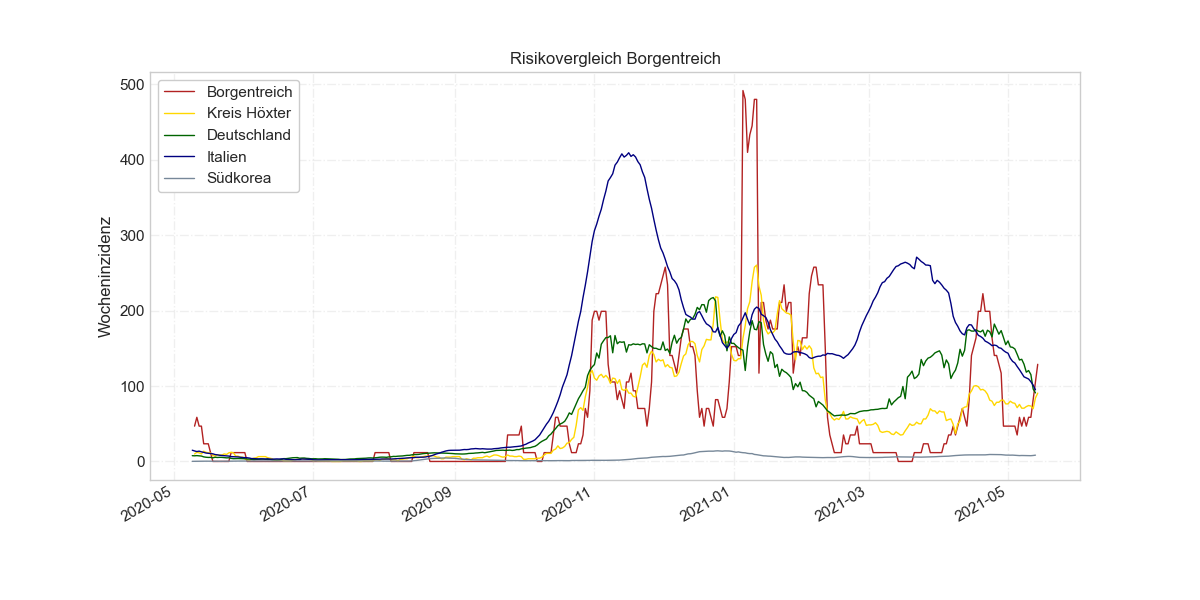 Risikovergleich Borgentreich
Borgentreich
Kreis Höxter
Deutschland
Italien
Südkorea
Wocheninzidenz
500
400
300
200
100
0
2020-05
2020-07
2020-09
2020-11
2021-01
2021-03
2021-05